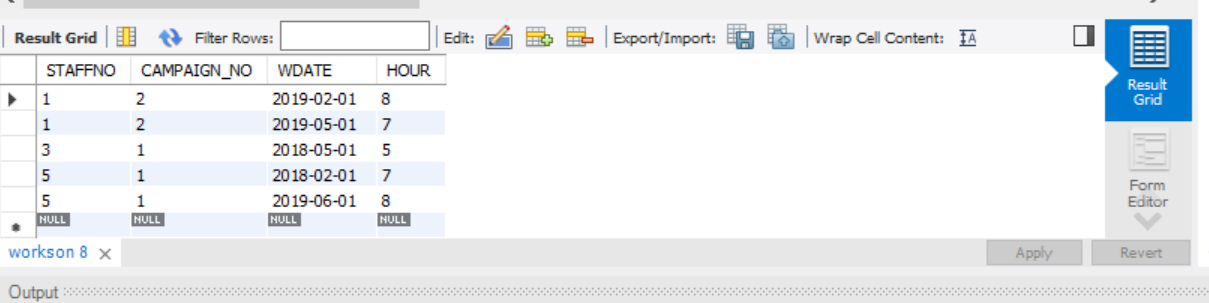 Result Grid Filter Rows: Edit: Export/Import: Wrap Cell Content: IA
STAFFNO CAMPAIGN_NO WDATE HOUR
1 2 2019-02-01 8
1 2 2019-05-01 7
3 1 2018-05-01 5
5 1 2018-02-01 7
5 1 2019-06-01 8
NULL NULL NULL NULL
Result
Grid
Form
Editor
workson 8 Apply Revert
Output